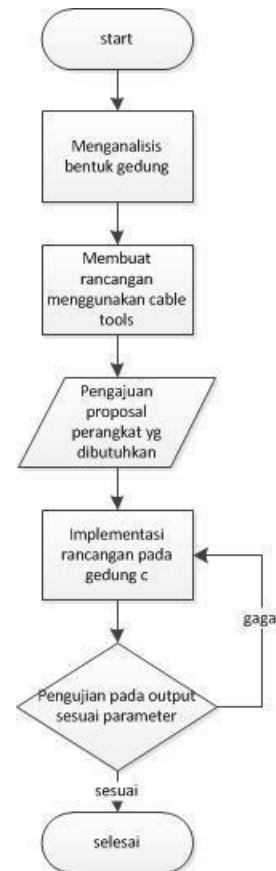 start
Menganalisis
bentuk gedung
Membuat
rancangan
menggunakan cable
tools
Pengajuan
proposal
perangkat yg
dibutuhkan
Implementasi
rancangan pada
gedung c
gaga
Pengujian pada output
sesuai parameter
sesuai
selesai